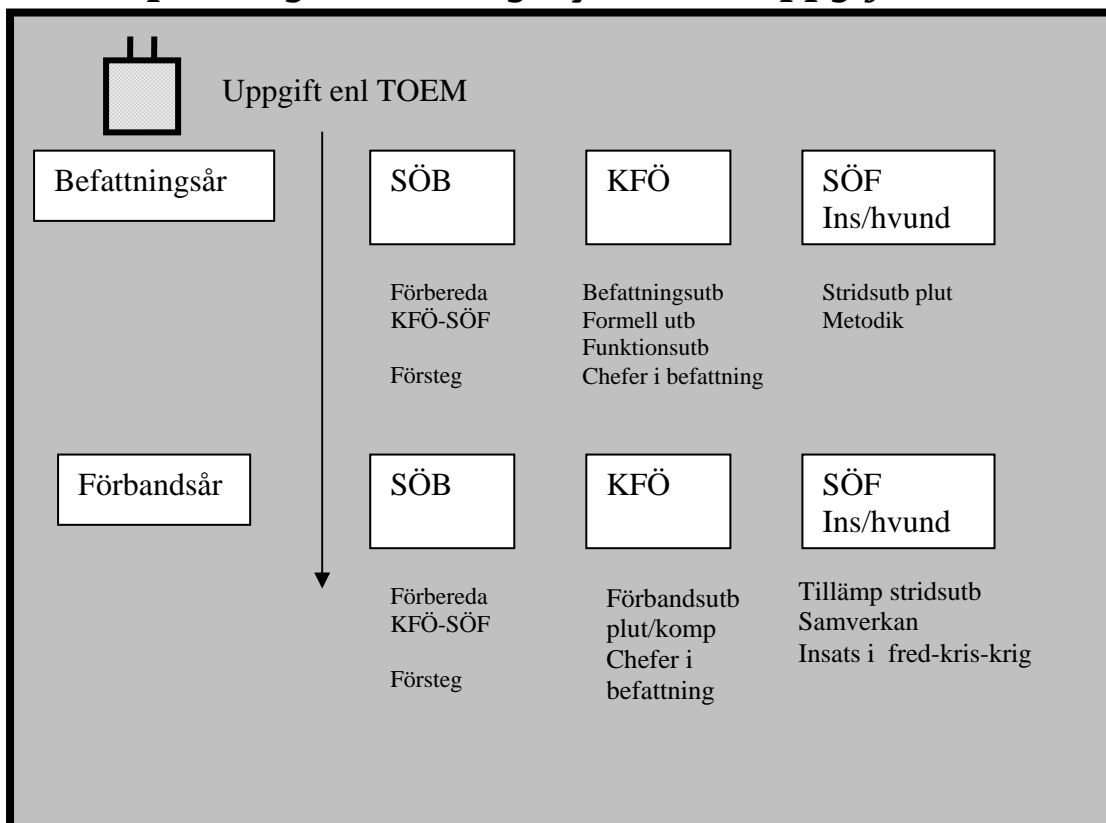 Uppgift enl TOEM
Befattningsår
SÖB
KFÖ
SÖF
Ins/hvund
Förbereda
KFÖ-SÖF
Försteg
Befattningsutb
Formell utb
Funktionsutb
Chefer i befattning
Stridsutb plut
Metodik
Förbandsår
SÖB
KFÖ
SÖF
Ins/hvund
Förbereda
KFÖ-SÖF
Försteg
Förbandsutb
plut/komp
Chefer i
befattning
Tillämp stridsutb
Samverkan
Insats i fred-kris-krig